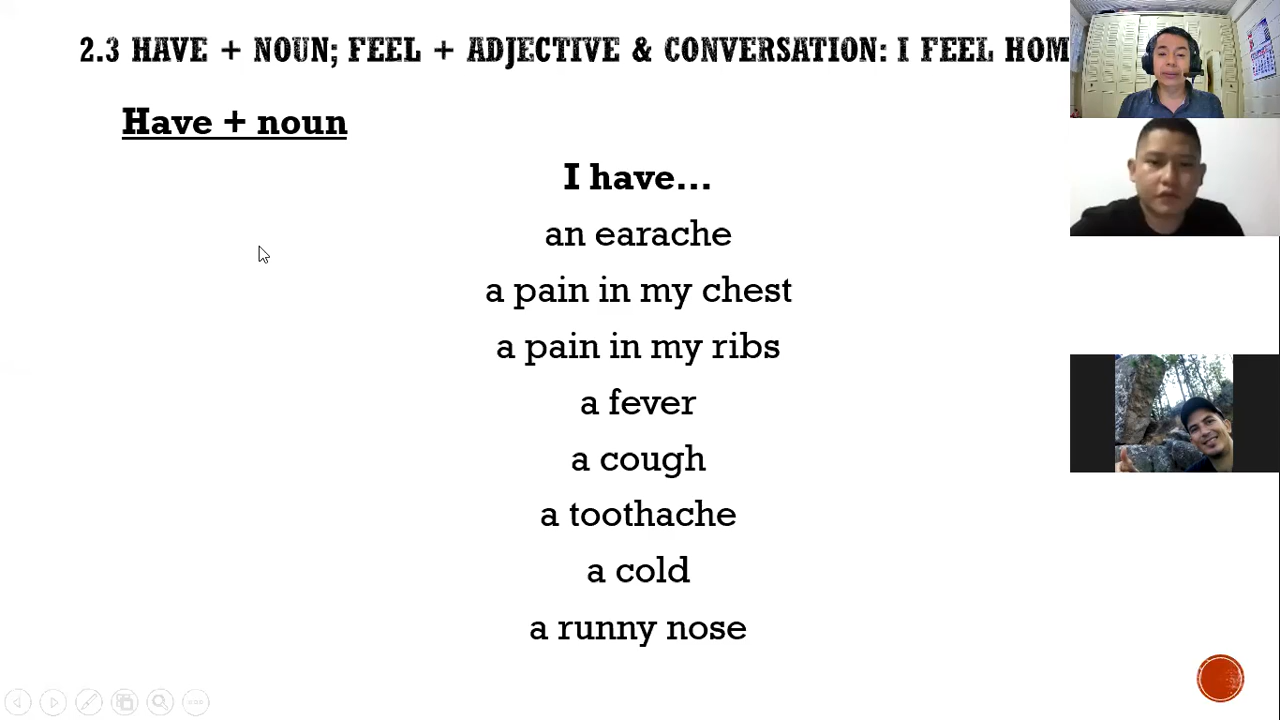 2.3 HAVE + NOUN; FEEL + ADJECTIVE & CONVERSATION: I FEEL HOM
Have + noun
I have...
an earache
a pain in my chest
a pain in my ribs
a fever
a cough
a toothache
a cold
a runny nose